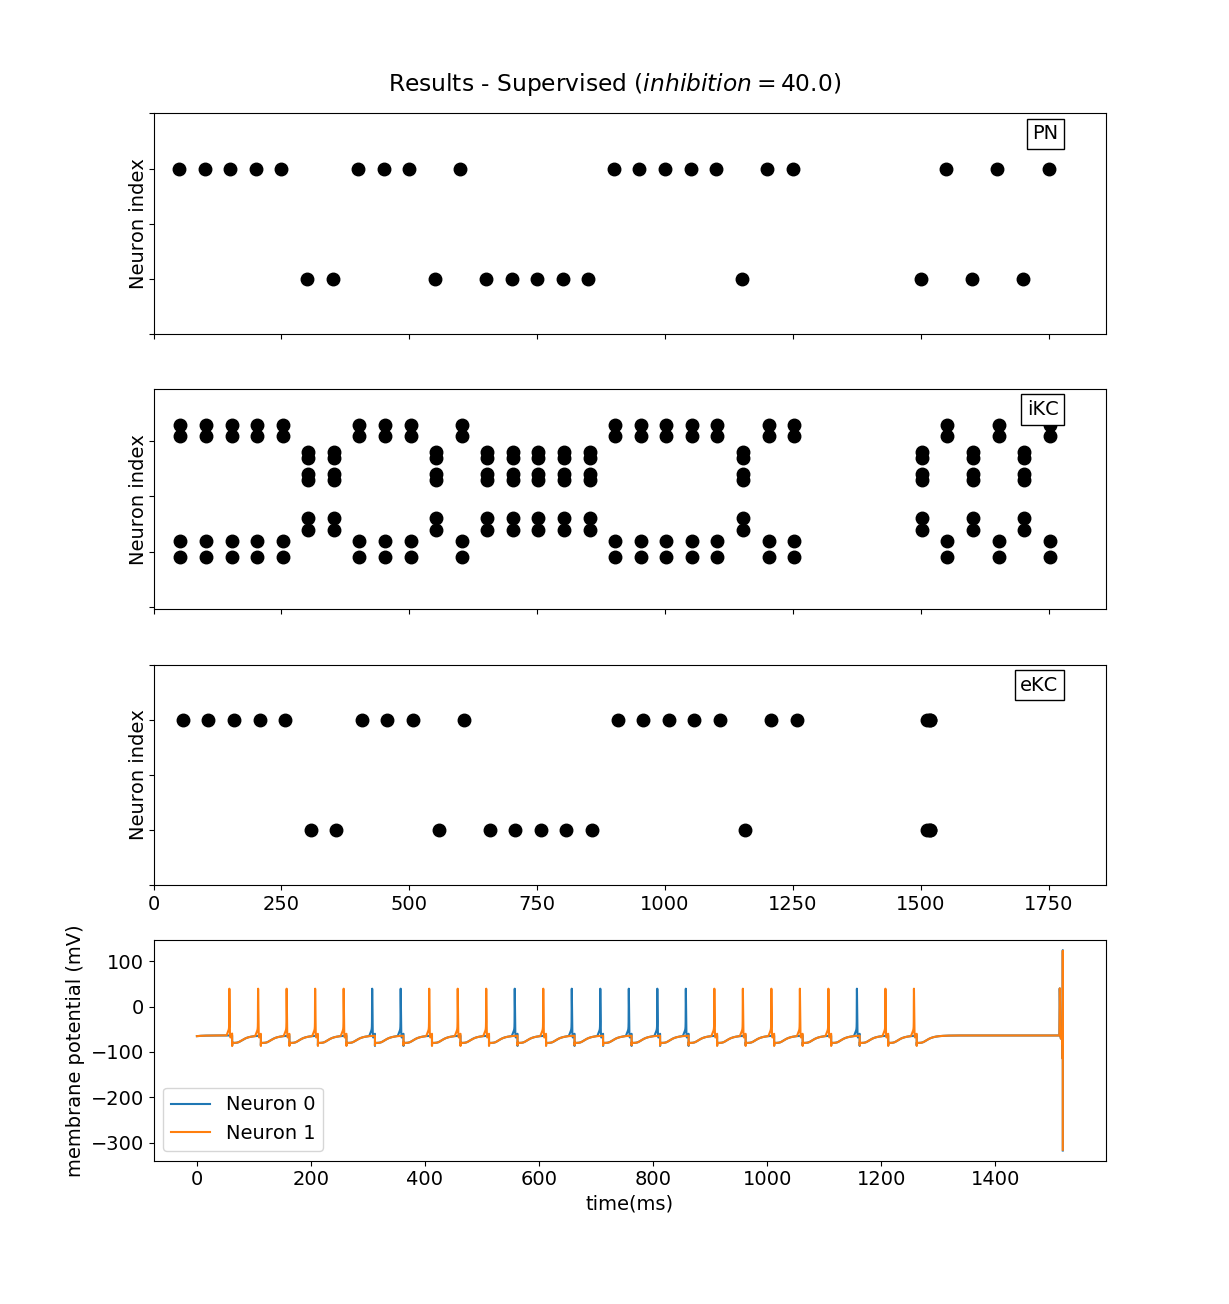 Results - Supervised (inhibition = 40.0)
PN
Neuron index
iKC
Neuron index
eKC
Neuron index
0 250 500 750 1000 1250 1500 1750
membrane potential (mV)
100
0
−100
−200
−300
Neuron 0
Neuron 1
0 200 400 600 800 1000 1200 1400
time(ms)